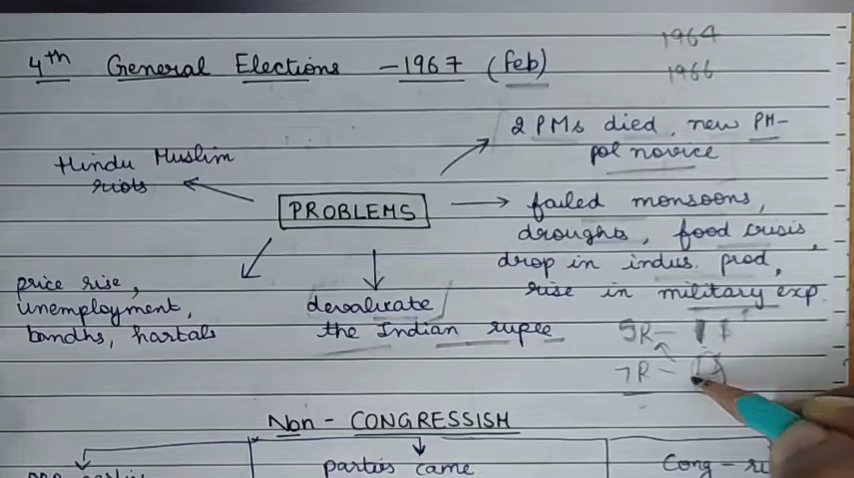 1964
4th General Elections - 1967 (Feb)
1966
2 PMs died, new PM-
pol novice
Hindu Muslim
riots
PROBLEMS
failed monsoons,
droughts, food crisis,
drop in indus. prod,
rise in military exp.
price rise,
unemployment,
bandhs, hartals
devaluate
the Indian rupee
5R - 1 $
7R -
Non - CONGRESSISM
parties came
Cong -